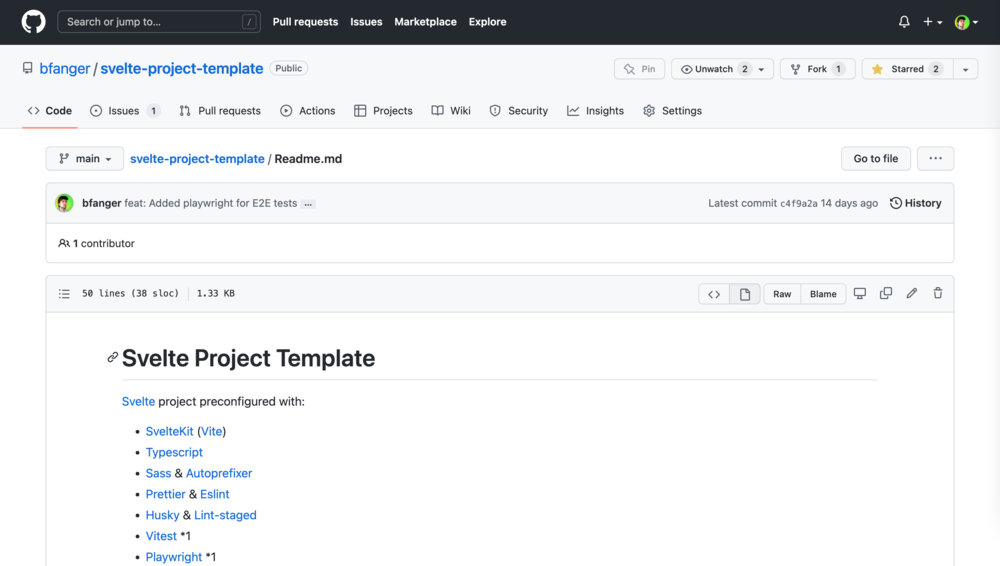 Search or jump to... / Pull requests Issues Marketplace Explore
bfanger / svelte-project-template Public Pin Unwatch 2 Fork 1 Starred 2
Code Issues 1 Pull requests Actions Projects Wiki Security Insights Settings
main svelte-project-template / Readme.md Go to file ...
bfanger feat: Added playwright for E2E tests ... Latest commit c4f9a2a 14 days ago History
1 contributor
50 lines (38 sloc) 1.33 KB <> Raw Blame
Svelte Project Template
Svelte project preconfigured with:
• SvelteKit (Vite)
• Typescript
• Sass & Autoprefixer
• Prettier & Eslint
• Husky & Lint-staged
• Vitest *1
• Playwright *1